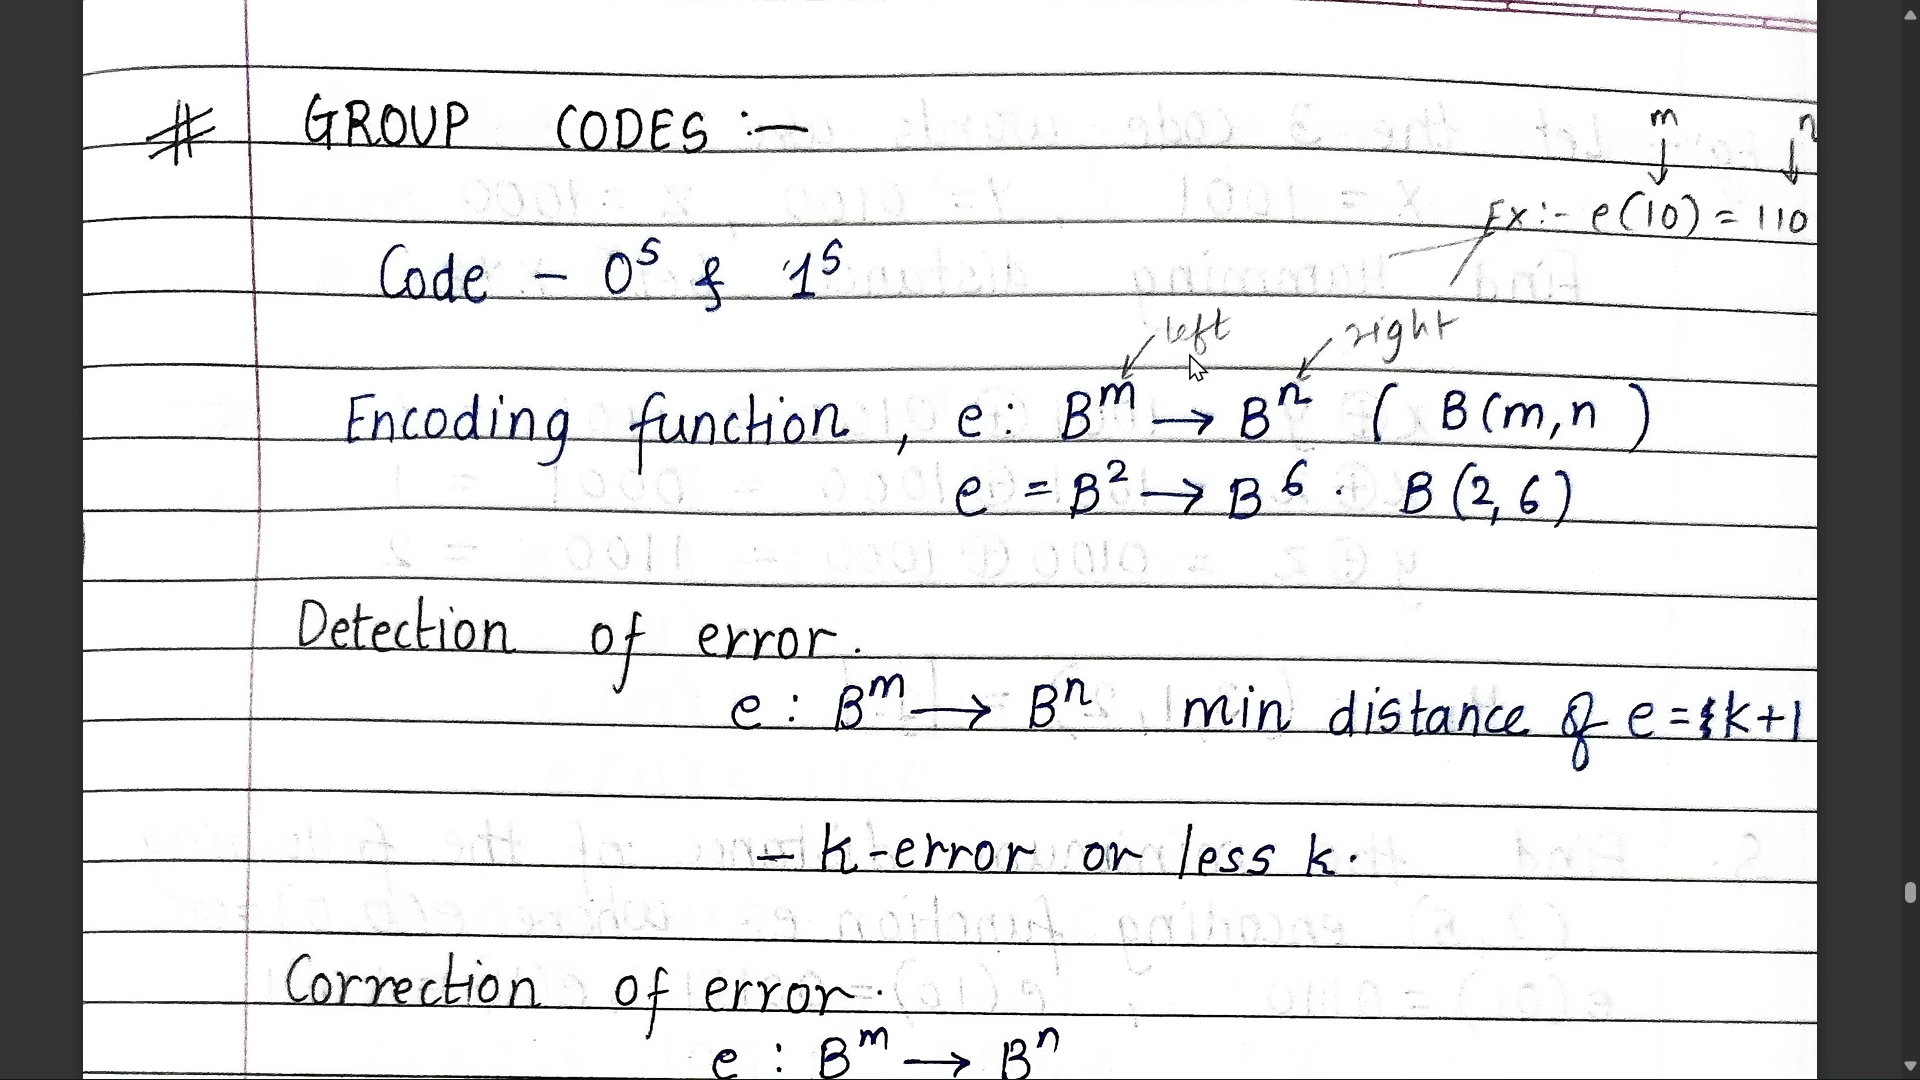 # GROUP CODES :—
m n
Ex:- e(10) = 110
Code - 0s & 1s
left right
Encoding function, e: B^m → B^n ( B(m,n)
e = B^2 → B^6 . B(2,6)
Detection of error.
e : B^m → B^n min distance of e = k+1
- k-error or less k.
Correction of error.
e : B^m → B^n